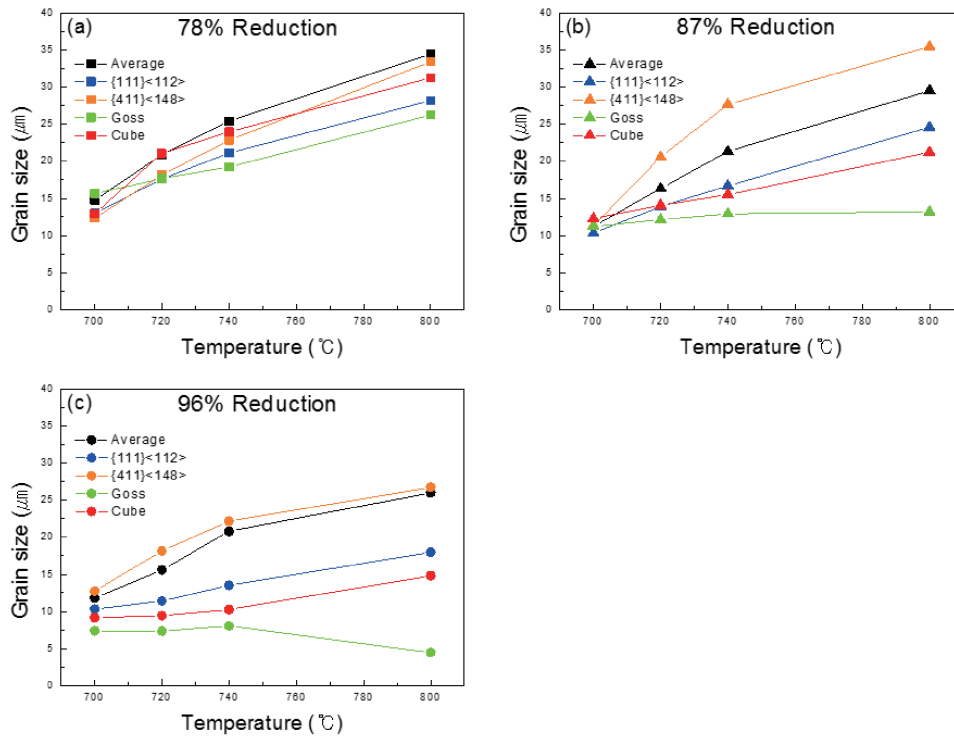 (a) 78% Reduction
Average
{111}<112>
{411}<148>
Goss
Cube
40
35
30
25
20
15
10
5
0
Grain size (㎛)
700 720 740 760 780 800
Temperature (℃)
(b) 87% Reduction
Average
{111}<112>
{411}<148>
Goss
Cube
40
35
30
25
20
15
10
5
0
Grain size (㎛)
700 720 740 760 780 800
Temperature (℃)
(c) 96% Reduction
Average
{111}<112>
{411}<148>
Goss
Cube
40
35
30
25
20
15
10
5
0
Grain size (㎛)
700 720 740 760 780 800
Temperature (℃)